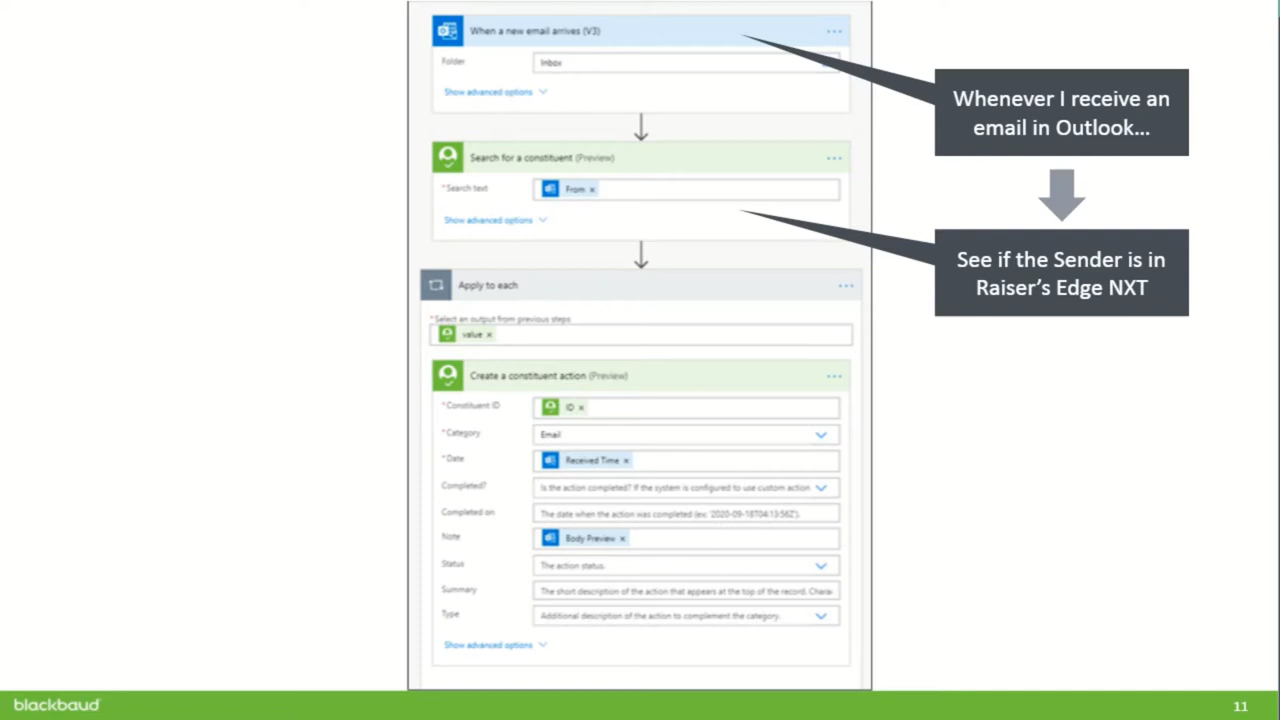 When a new email arrives (V3)
Folder
Inbox
Show advanced options
Search for a constituent (Preview)
*Search text
From ×
Show advanced options
Apply to each
*Select an output from previous steps
value ×
Create a constituent action (Preview)
*Constituent ID
ID ×
*Category
Email
*Date
Received Time ×
Completed?
Is the action completed? If the system is configured to use custom action
Completed on
The date when the action was completed (ex: '2020-09-18T04:13:56Z').
Note
Body Preview ×
Status
The action status.
Summary
The short description of the action that appears at the top of the record. Charac
Type
Additional description of the action to complement the category.
Show advanced options
Whenever I receive an
email in Outlook...
See if the Sender is in
Raiser's Edge NXT
blackbaud
11